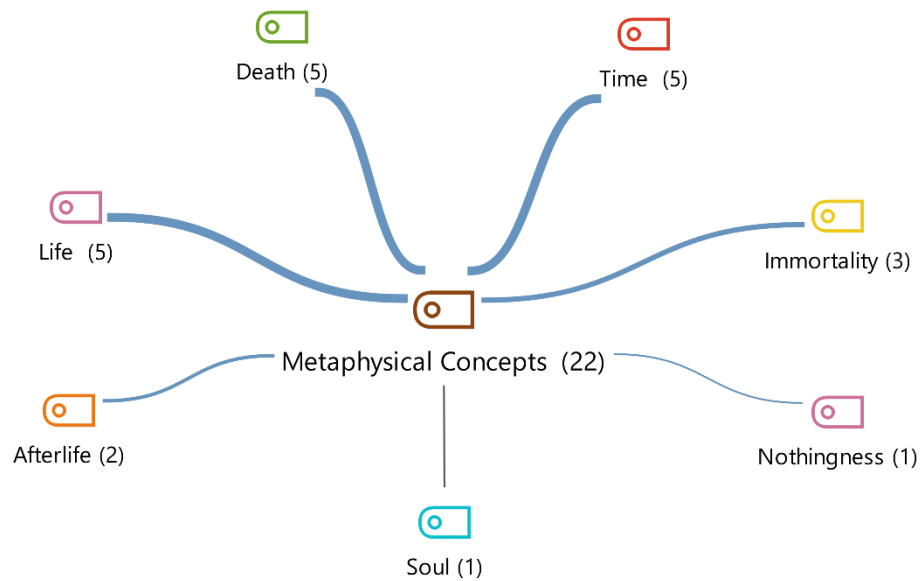 Death (5)
Time (5)
Life (5)
Immortality (3)
Metaphysical Concepts (22)
Afterlife (2)
Nothingness (1)
Soul (1)